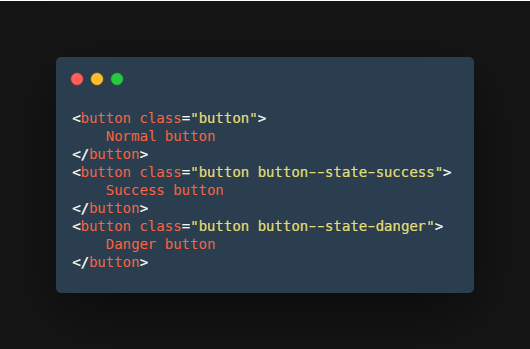 <button class="button">
    Normal button
</button>
<button class="button button--state-success">
    Success button
</button>
<button class="button button--state-danger">
    Danger button
</button>